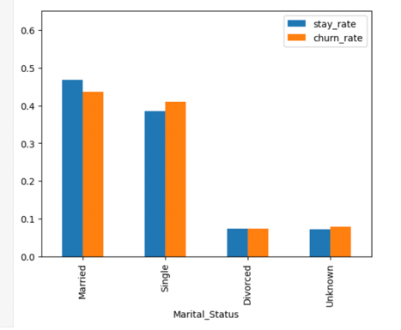 stay_rate
churn_rate
0.6
0.5
0.4
0.3
0.2
0.1
0.0
Married
Single
Divorced
Unknown
Marital_Status